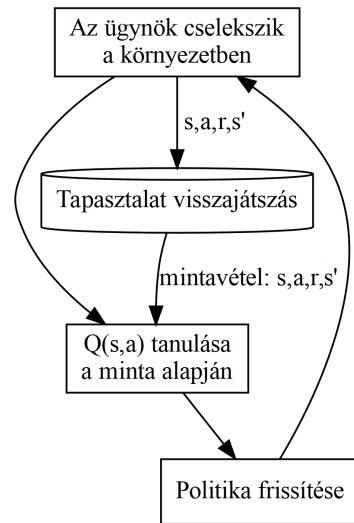 Az ügynök cselekszik
a környezetben
s,a,r,s'
Tapasztalat visszajátszás
mintavétel: s,a,r,s'
Q(s,a) tanulása
a minta alapján
Politika frissítése